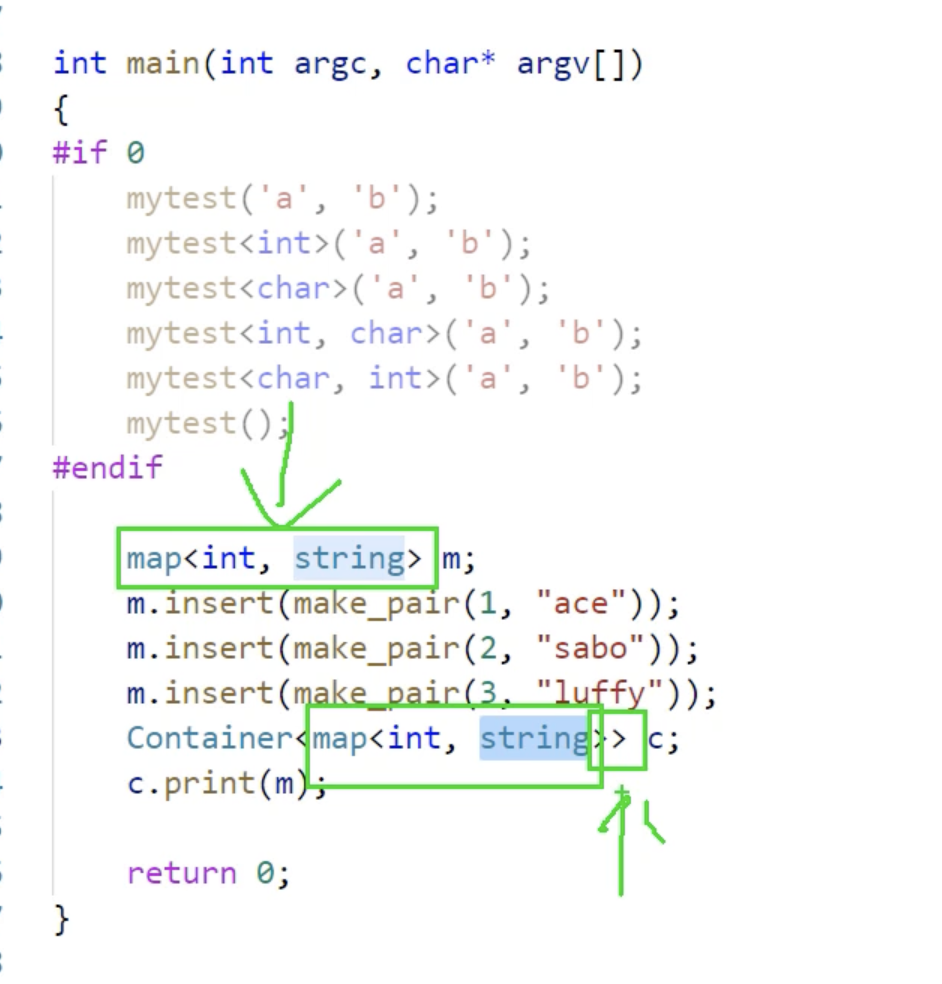 int main(int argc, char* argv[])
{
#if 0
mytest('a', 'b');
mytest<int>('a', 'b');
mytest<char>('a', 'b');
mytest<int, char>('a', 'b');
mytest<char, int>('a', 'b');
mytest();
#endif
map<int, string> m;
m.insert(make_pair(1, "ace"));
m.insert(make_pair(2, "sabo"));
m.insert(make_pair(3, "luffy"));
Container<map<int, string>> c;
c.print(m);
return 0;
}